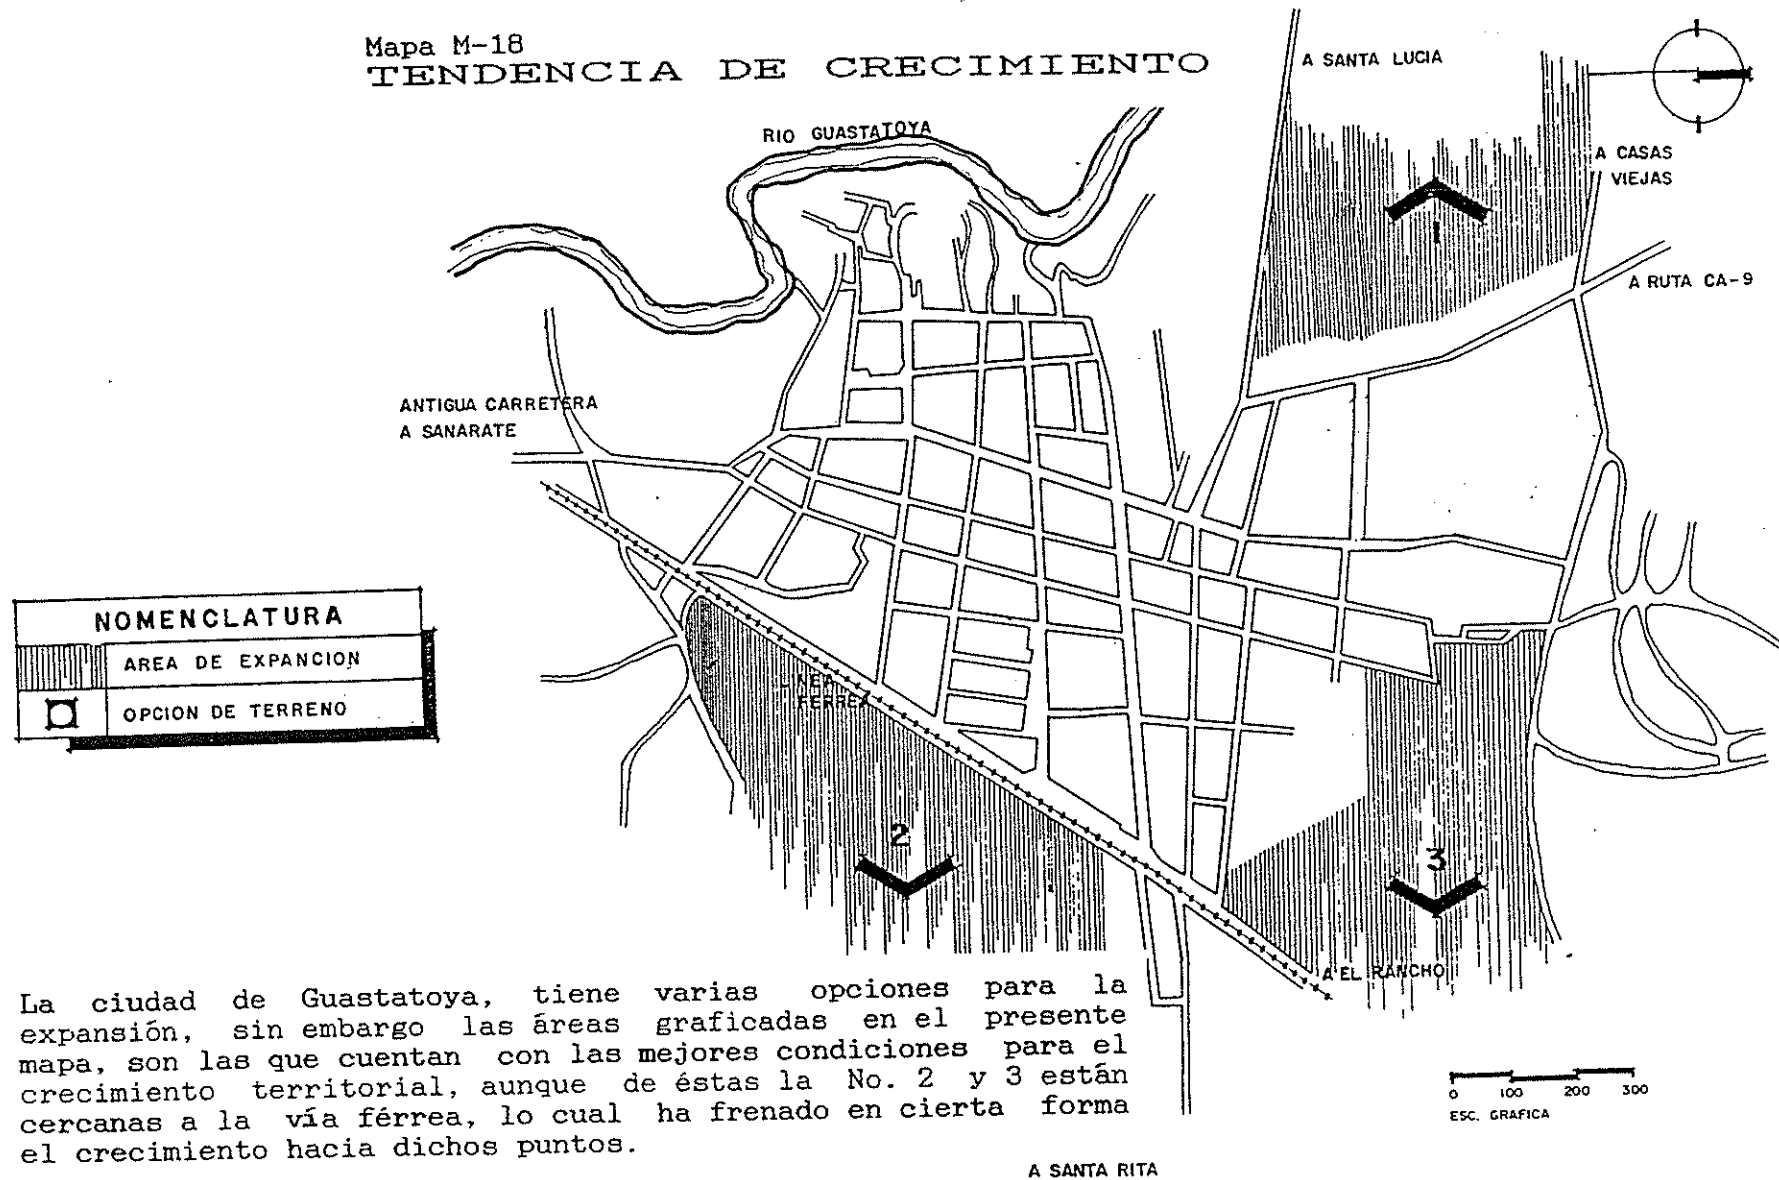 Mapa M-18
TENDENCIA DE CRECIMIENTO
A SANTA LUCIA
RIO GUASTATOYA
A CASAS
VIEJAS
1
A RUTA CA-9
ANTIGUA CARRETERA
A SANARATE
NOMENCLATURA
AREA DE EXPANCION
OPCION DE TERRENO
LINEA
FERREA
2
3
A EL RANCHO
La ciudad de Guastatoya, tiene varias opciones para la
expansión, sin embargo las áreas graficadas en el presente
mapa, son las que cuentan con las mejores condiciones para el
crecimiento territorial, aunque de éstas la No. 2 y 3 están
cercanas a la vía férrea, lo cual ha frenado en cierta forma
el crecimiento hacia dichos puntos.
0 100 200 300
ESC. GRAFICA
A SANTA RITA